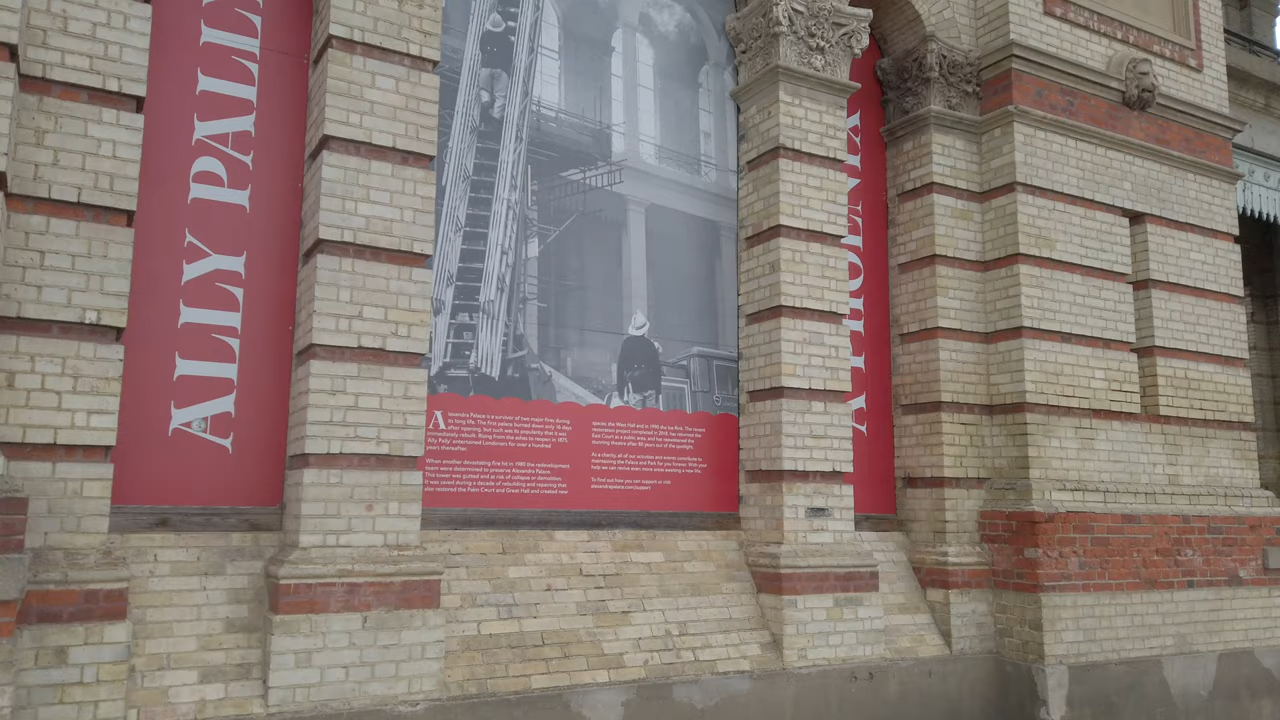 ALLY PALLY
Alexandra Palace is a survivor of two major fires during
its long life. The first palace burned down only 16 days
after opening, but such was its popularity that it was
immediately rebuilt. Rising from the ashes to reopen in 1875,
'Ally Pally' entertained Londoners for over a hundred
years thereafter.
When another devastating fire hit in 1980 the redevelopment
team were determined to preserve Alexandra Palace.
This tower was gutted and at risk of collapse or demolition.
It was saved during a decade of rebuilding and repairing that
also restored the Palm Court and Great Hall and created new
spaces: the West Hall and in 1990 the Ice Rink. The recent
restoration project completed in 2018, has returned the
East Court as a public area, and has reawakened the
stunning theatre after 80 years out of the spotlight.
As a charity, all of our activities and events contribute to
maintaining the Palace and Park for you forever. With your
help we can revive even more areas awaiting a new life.
To find out how you can support us visit
alexandrapalace.com/support
A PHOENIX